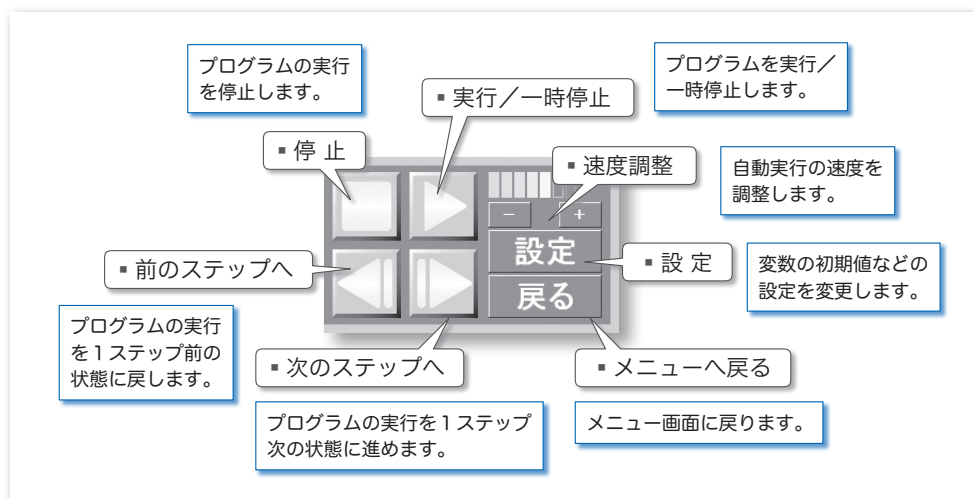 プログラムの実行
を停止します。
▪ 実行／一時停止
プログラムを実行／
一時停止します。
▪ 停 止
▪ 速度調整
自動実行の速度を
調整します。
－
＋
設定
戻る
▪ 前のステップへ
▪ 設 定
変数の初期値などの
設定を変更します。
プログラムの実行
を１ステップ前の
状態に戻します。
▪ 次のステップへ
▪ メニューへ戻る
プログラムの実行を１ステップ
次の状態に進めます。
メニュー画面に戻ります。